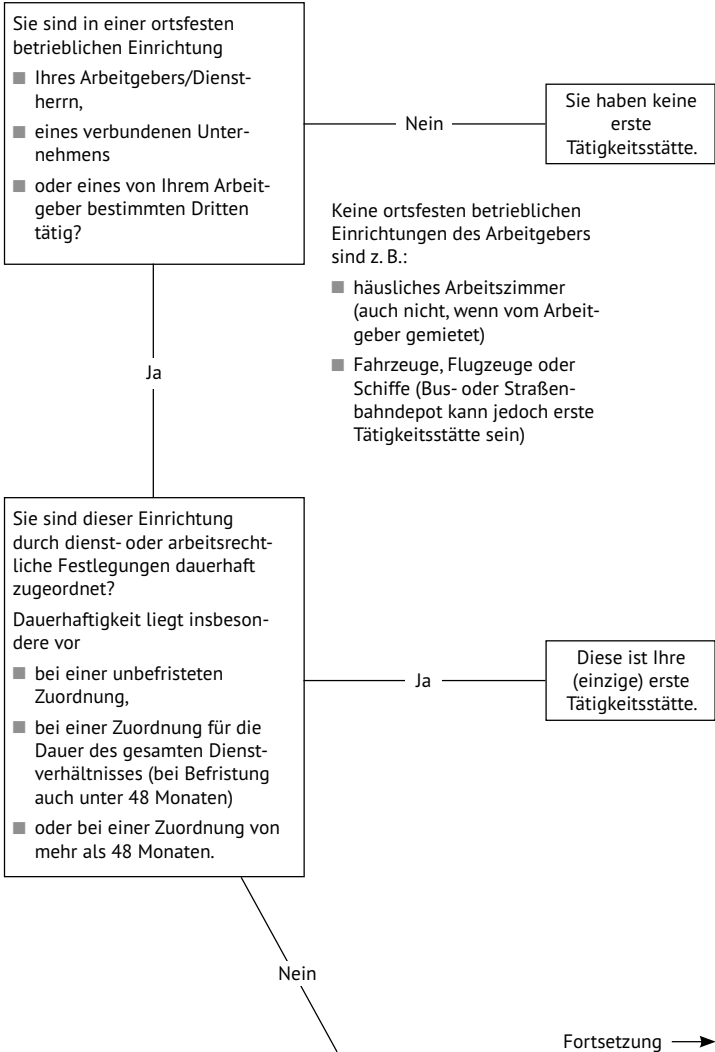 Sie sind in einer ortsfesten
betrieblichen Einrichtung
■ Ihres Arbeitgebers/Dienst-
herrn,
■ eines verbundenen Unter-
nehmens
■ oder eines von Ihrem Arbeit-
geber bestimmten Dritten
tätig?
Nein
Sie haben keine
erste
Tätigkeitsstätte.
Keine ortsfesten betrieblichen
Einrichtungen des Arbeitgebers
sind z. B.:
■ häusliches Arbeitszimmer
(auch nicht, wenn vom Arbeit-
geber gemietet)
■ Fahrzeuge, Flugzeuge oder
Schiffe (Bus- oder Straßen-
bahndepot kann jedoch erste
Tätigkeitsstätte sein)
Ja
Sie sind dieser Einrichtung
durch dienst- oder arbeitsrecht-
liche Festlegungen dauerhaft
zugeordnet?
Dauerhaftigkeit liegt insbeson-
dere vor
■ bei einer unbefristeten
Zuordnung,
■ bei einer Zuordnung für die
Dauer des gesamten Dienst-
verhältnisses (bei Befristung
auch unter 48 Monaten)
■ oder bei einer Zuordnung von
mehr als 48 Monaten.
Ja
Diese ist Ihre
(einzige) erste
Tätigkeitsstätte.
Nein
Fortsetzung